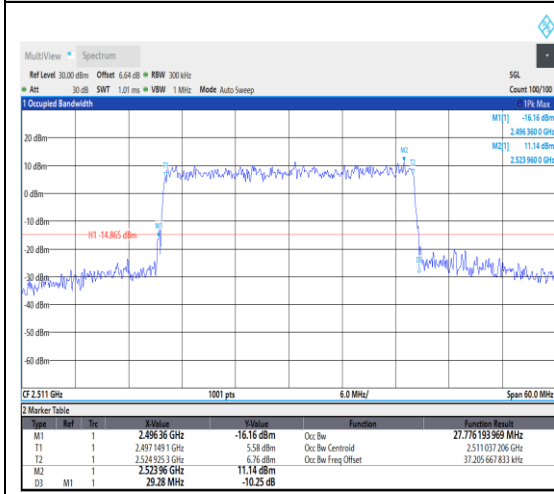 MultiView Spectrum
Ref Level 30.00 dBm Offset 6.64 dB RBW 300 kHz SGL
Att 30 dB SWT 1.01 ms VBW 1 MHz Mode Auto Sweep Count 100/100
1 Occupied Bandwidth 1Pk Max
M1[1] -16.16 dBm
2.496 360 0 GHz
M2[1] 11.14 dBm
2.523 960 0 GHz
20 dBm
M2
T2
10 dBm
0 dBm
-10 dBm
M1
H1 -14.865 dBm
-20 dBm
-30 dBm
-40 dBm
-50 dBm
-60 dBm
CF 2.511 GHz 1001 pts 6.0 MHz/ Span 60.0 MHz
2 Marker Table
Type Ref Trc X-Value Y-Value Function Function Result
M1 1 2.49636 GHz -16.16 dBm Occ Bw 27.776 193 969 MHz
T1 1 2.497 149 1 GHz 5.58 dBm Occ Bw Centroid 2.511 037 206 GHz
T2 1 2.524 925 3 GHz 6.76 dBm Occ Bw Freq Offset 37.205 667 833 kHz
M2 1 2.52396 GHz 11.14 dBm
D3 M1 1 29.28 MHz -10.25 dB